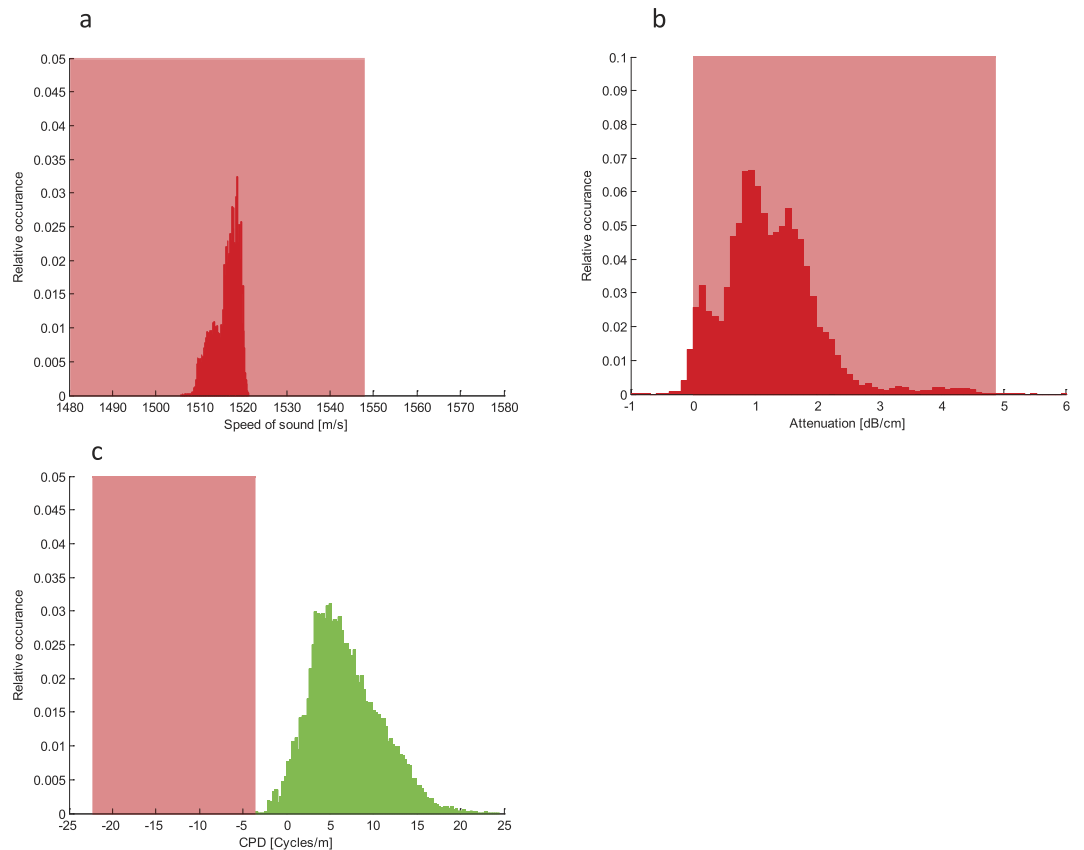 a
0.05
0.045
0.04
0.035
0.03
0.025
0.02
0.015
0.01
0.005
0
Relative occurance
1480 1490 1500 1510 1520 1530 1540 1550 1560 1570 1580
Speed of sound [m/s]
b
0.1
0.09
0.08
0.07
0.06
0.05
0.04
0.03
0.02
0.01
0
Relative occurance
-1 0 1 2 3 4 5 6
Attenuation [dB/cm]
c
0.05
0.045
0.04
0.035
0.03
0.025
0.02
0.015
0.01
0.005
0
Relative occurance
-25 -20 -15 -10 -5 0 5 10 15 20 25
CPD [Cycles/m]